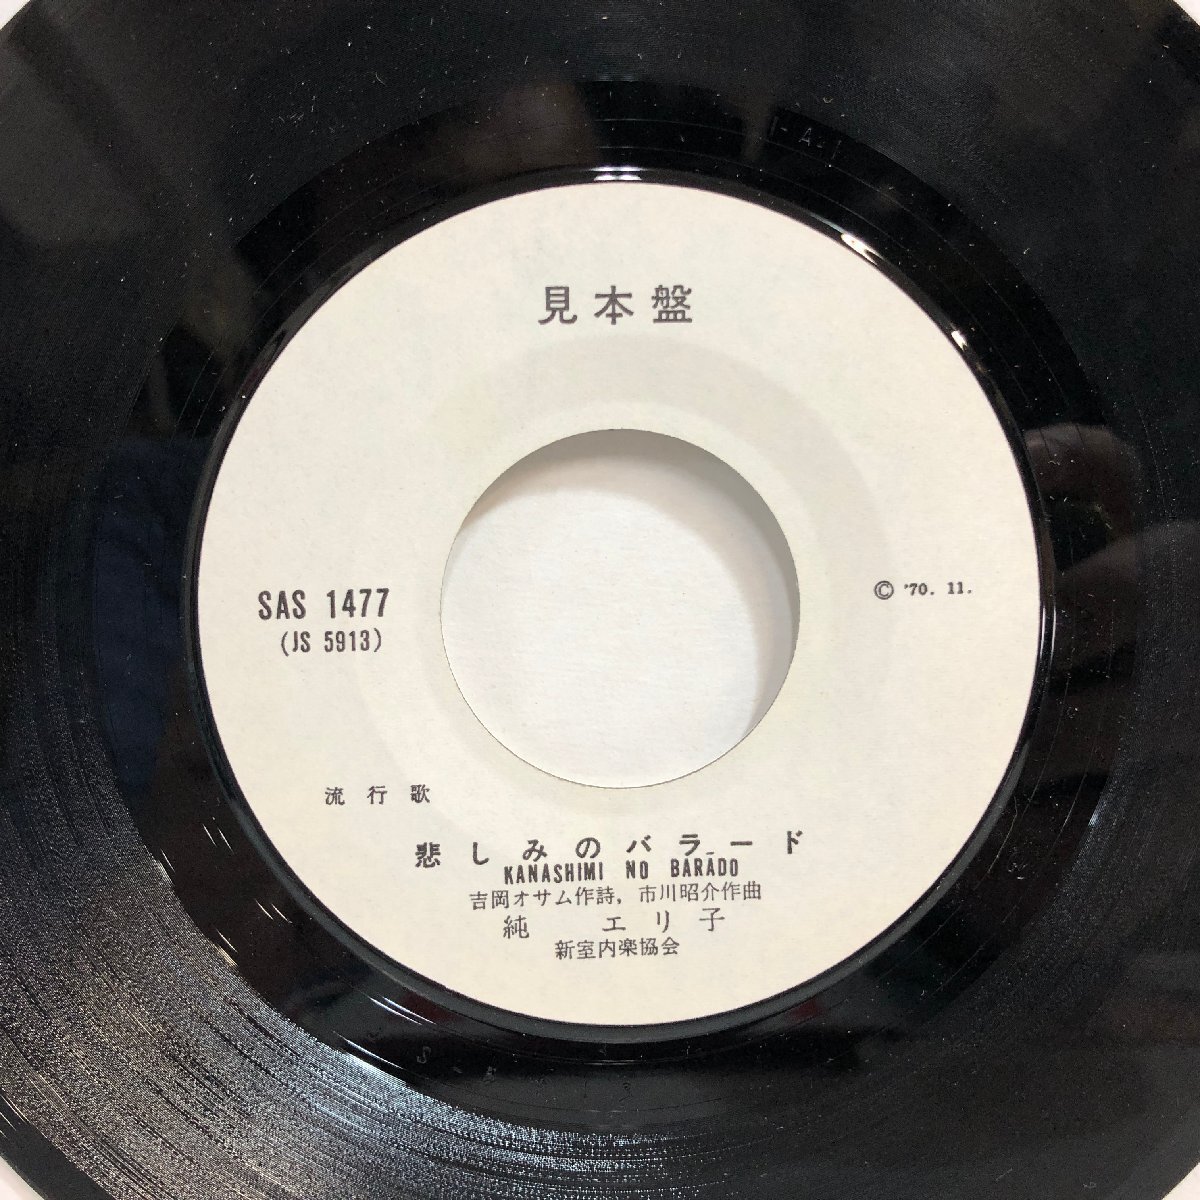 見本盤
SAS 1477
(JS 5913)
© '70. 11.
流行歌
悲しみのバラード
KANASHIMI NO BARĀDO
吉岡オサム作詩, 市川昭介作曲
純 エリ子
新室内楽協会